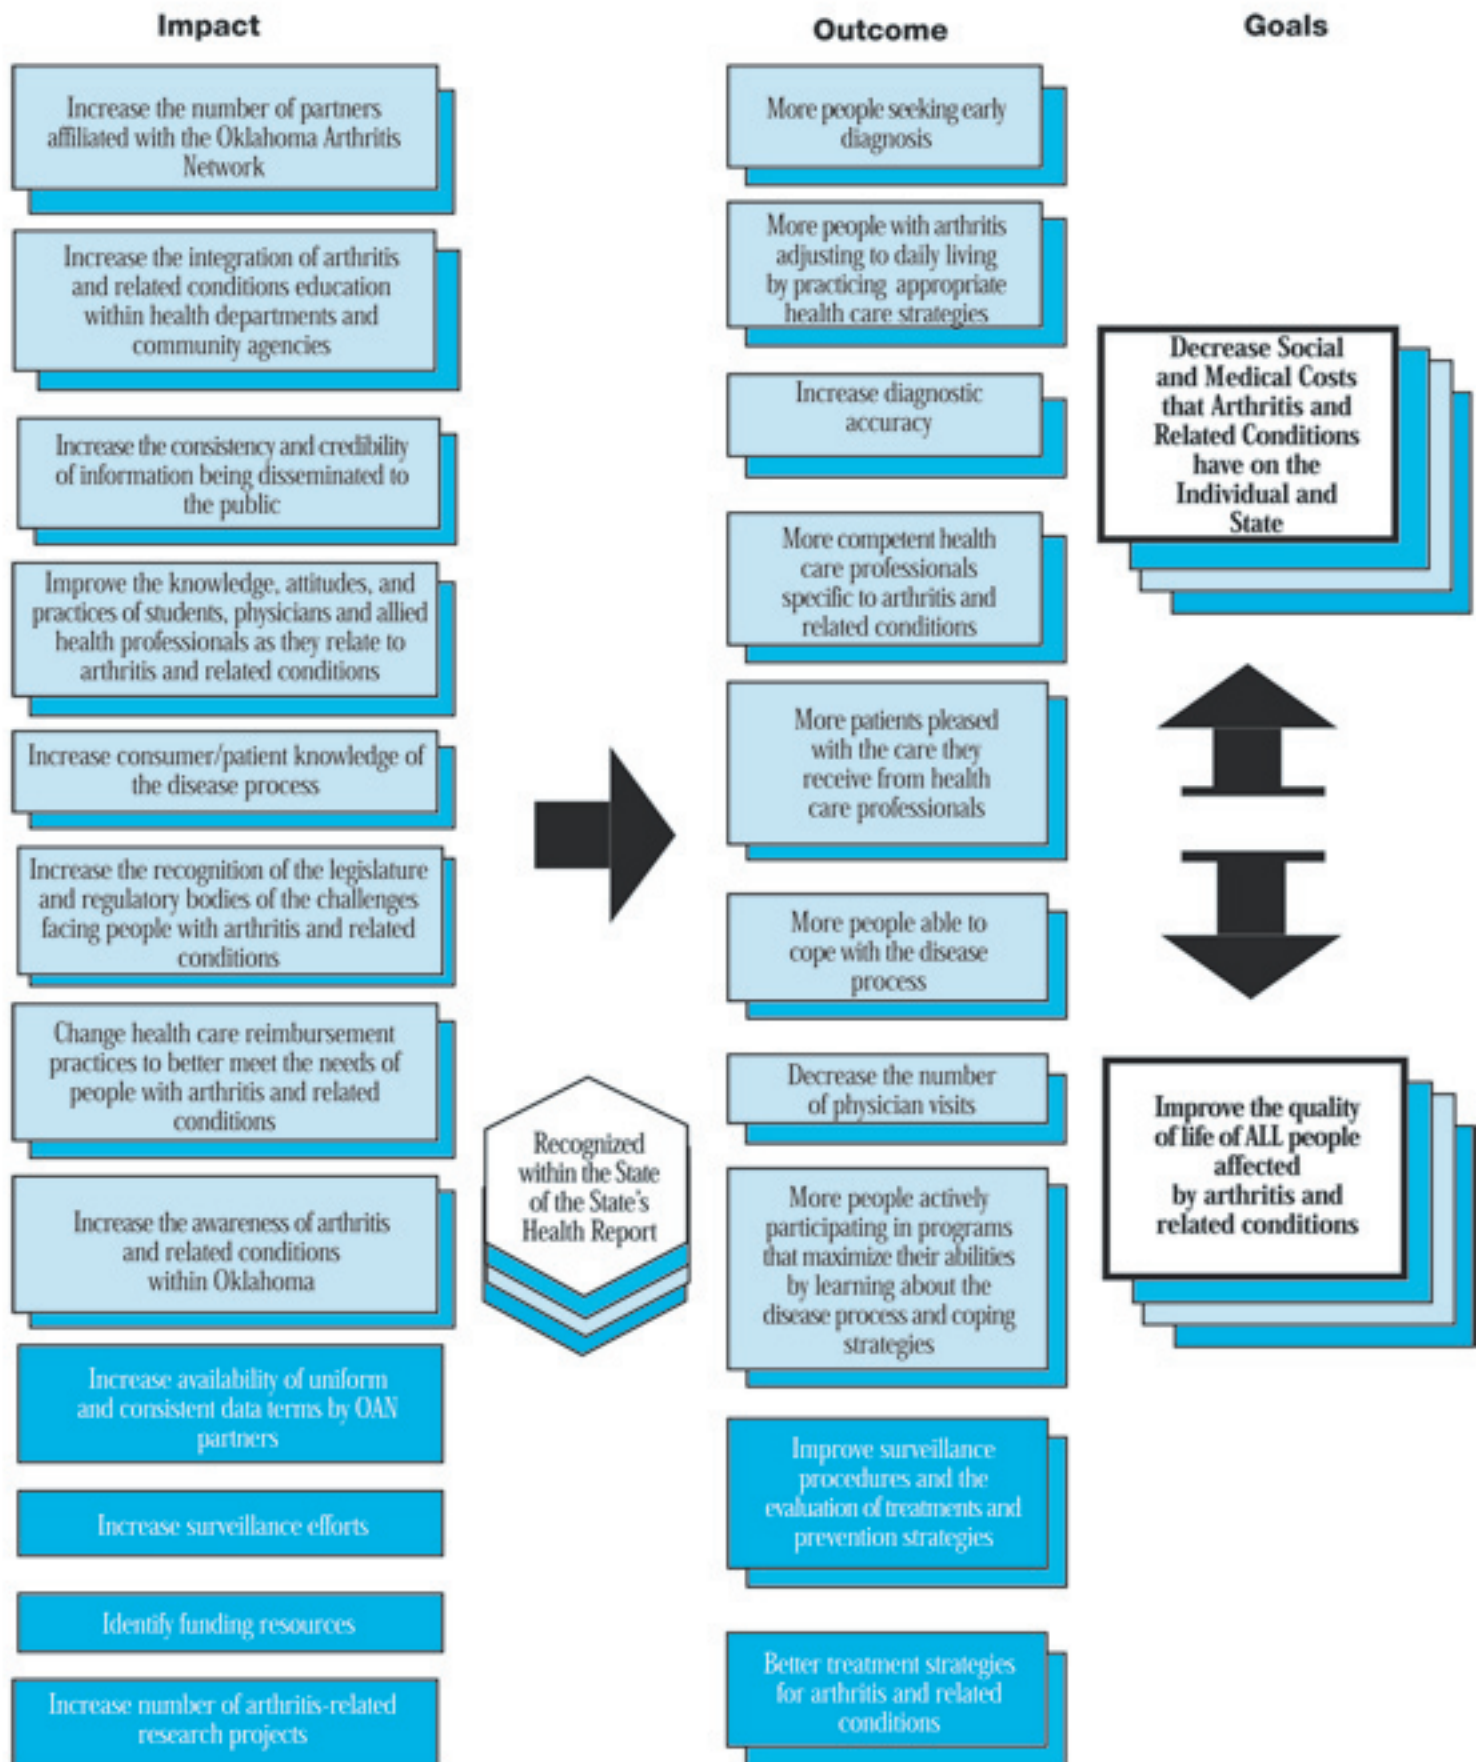 Impact
Increase the number of partners
affiliated with the Oklahoma Arthritis
Network
Increase the integration of arthritis
and related conditions education
within health departments and
community agencies
Increase the consistency and credibility
of information being disseminated to
the public
Improve the knowledge, attitudes, and
practices of students, physicians and allied
health professionals as they relate to
arthritis and related conditions
Increase consumer/patient knowledge of
the disease process
Increase the recognition of the legislature
and regulatory bodies of the challenges
facing people with arthritis and related
conditions
Change health care reimbursement
practices to better meet the needs of
people with arthritis and related
conditions
Increase the awareness of arthritis
and related conditions
within Oklahoma
Increase availability of uniform
and consistent data terms by OAN
partners
Increase surveillance efforts
Identify funding resources
Increase number of arthritis-related
research projects
Recognized
within the State
of the State's
Health Report
Outcome
More people seeking early
diagnosis
More people with arthritis
adjusting to daily living
by practicing appropriate
health care strategies
Increase diagnostic
accuracy
More competent health
care professionals
specific to arthritis and
related conditions
More patients pleased
with the care they
receive from health
care professionals
More people able to
cope with the disease
process
Decrease the number
of physician visits
More people actively
participating in programs
that maximize their abilities
by learning about the
disease process and coping
strategies
Improve surveillance
procedures and the
evaluation of treatments and
prevention strategies
Better treatment strategies
for arthritis and related
conditions
Goals
Decrease Social
and Medical Costs
that Arthritis and
Related Conditions
have on the
Individual and
State
Improve the quality
of life of ALL people
affected
by arthritis and
related conditions